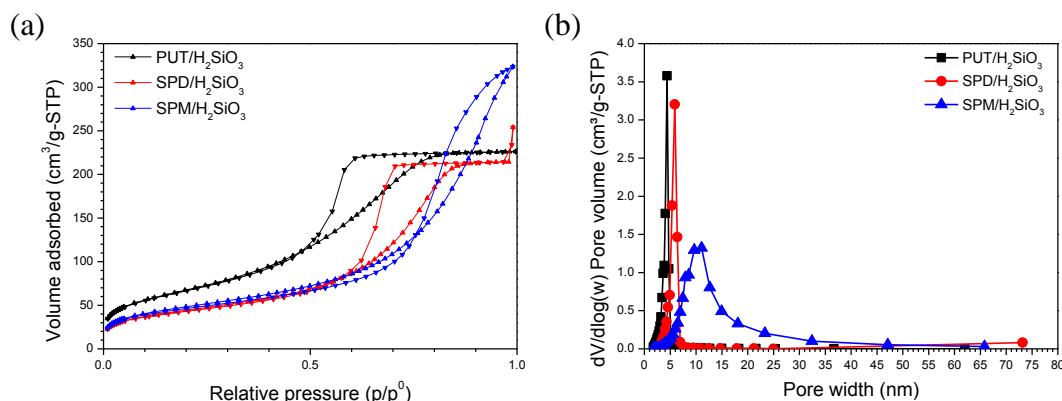 (a)
350
300
250
200
150
100
50
0
0.0
0.5
1.0
Volume adsorbed (cm³/g-STP)
Relative pressure (p/p⁰)
PUT/H₂SiO₃
SPD/H₂SiO₃
SPM/H₂SiO₃
(b)
4.0
3.5
3.0
2.5
2.0
1.5
1.0
0.5
0.0
0 5 10 15 20 25 30 35 40 45 50 55 60 65 70 75 80
dV/dlog(w) Pore volume (cm³/g-STP)
Pore width (nm)
PUT/H₂SiO₃
SPD/H₂SiO₃
SPM/H₂SiO₃